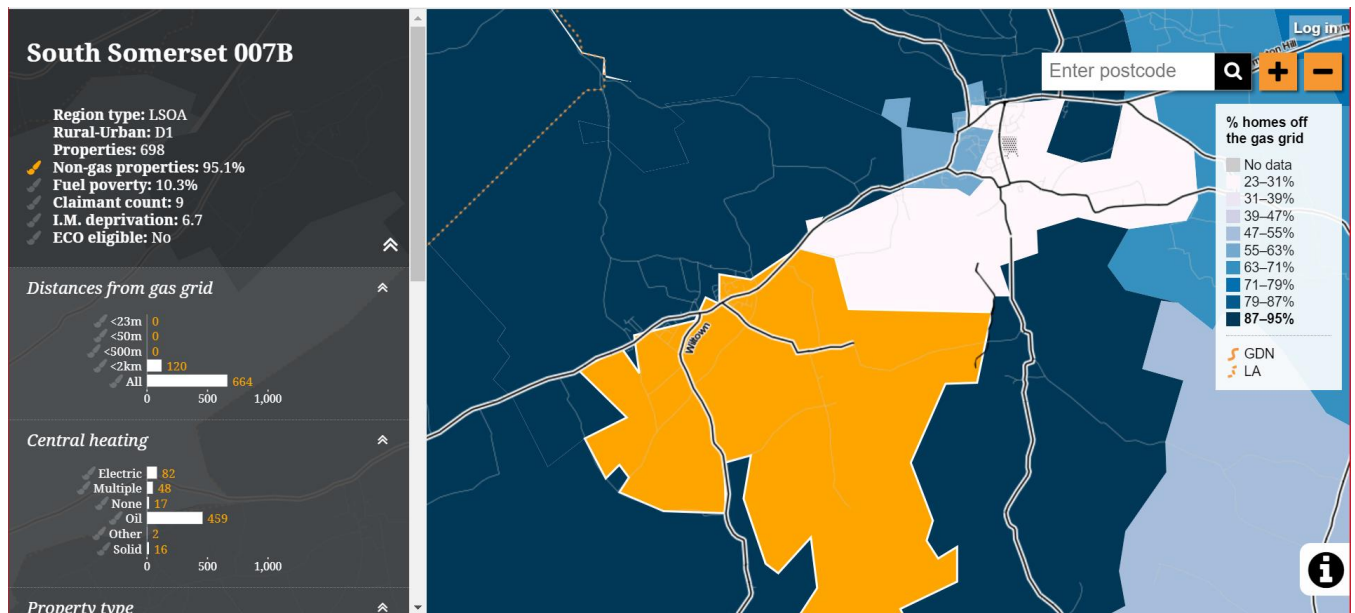 South Somerset 007B
Region type: LSOA
Rural-Urban: D1
Properties: 698
Non-gas properties: 95.1%
Fuel poverty: 10.3%
Claimant count: 9
I.M. deprivation: 6.7
ECO eligible: No
Distances from gas grid
<23m 0
<50m 0
<500m 0
<2km 120
All 664
0 500 1,000
Central heating
Electric 82
Multiple 48
None 17
Oil 459
Other 2
Solid 16
0 500 1,000
Property type
Wiltown
Log in
Hill
Enter postcode
+ −
% homes off
the gas grid
No data
23–31%
31–39%
39–47%
47–55%
55–63%
63–71%
71–79%
79–87%
87–95%
GDN
LA
i